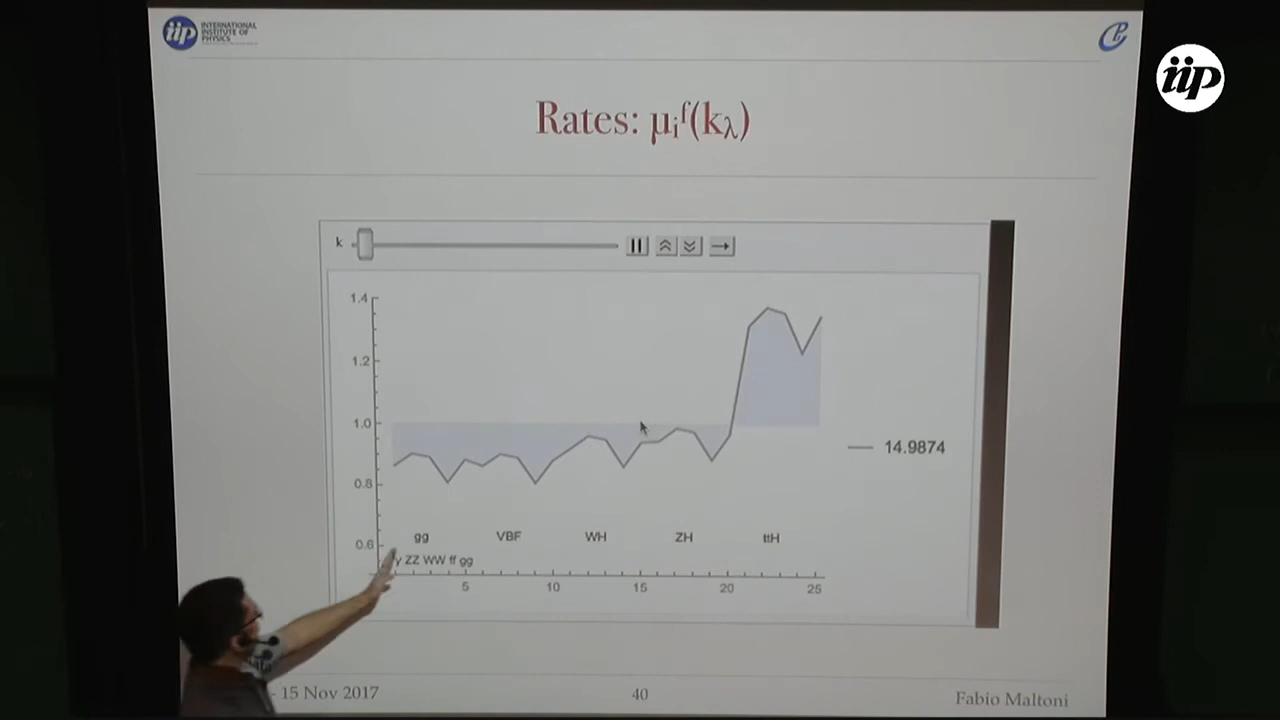 iip INTERNATIONAL
INSTITUTE OF
PHYSICS
iip
Rates: μᵢᶠ(kλ)
k
1.4
1.2
1.0
0.8
0.6
14.9874
gg VBF WH ZH ttH
γ ZZ WW ff gg
5 10 15 20 25
- 15 Nov 2017
40
Fabio Maltoni